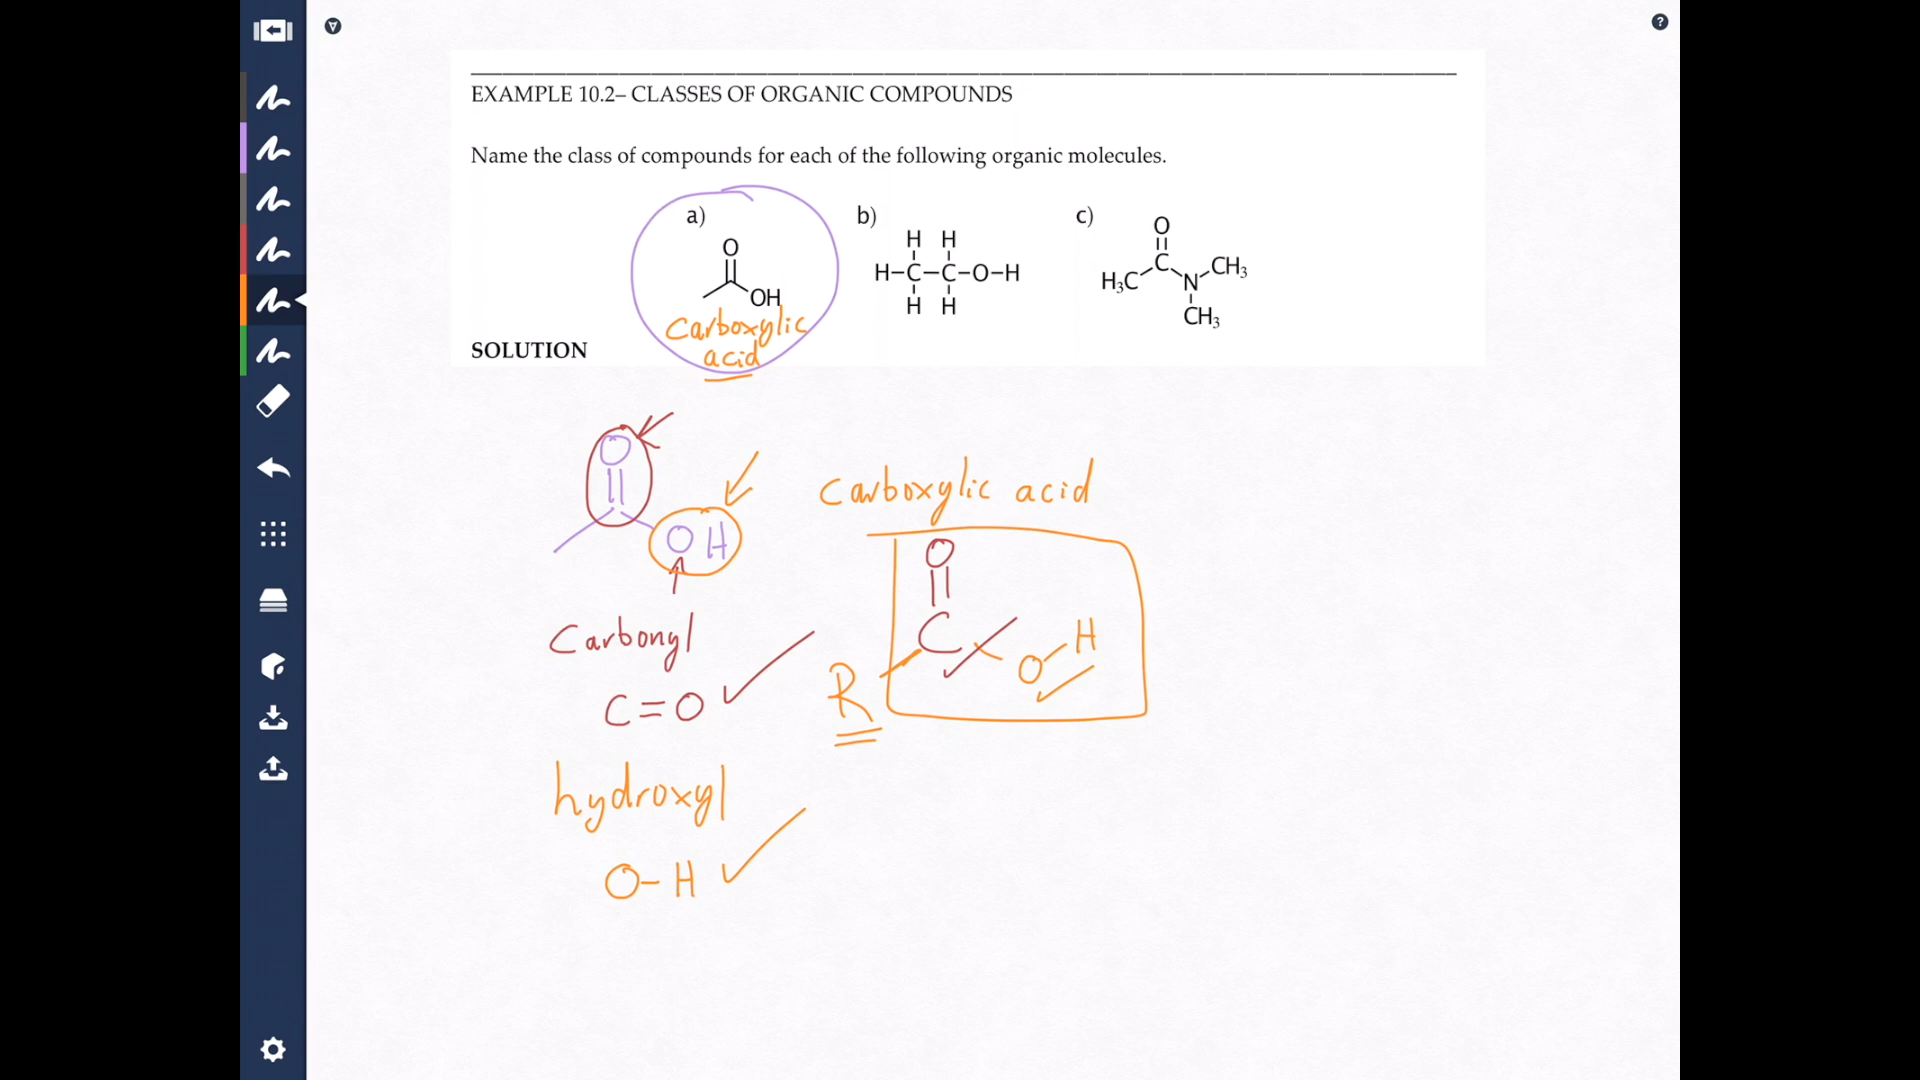 EXAMPLE 10.2– CLASSES OF ORGANIC COMPOUNDS
Name the class of compounds for each of the following organic molecules.
a)
O
OH
Carboxylic
acid
b)
H H
H–C–C–O–H
H H
c)
O
C
H₃C
N
CH₃
CH₃
SOLUTION
O
OH
Carbonyl
C=O
hydroxyl
O–H
Carboxylic acid
O
C
O
H
R